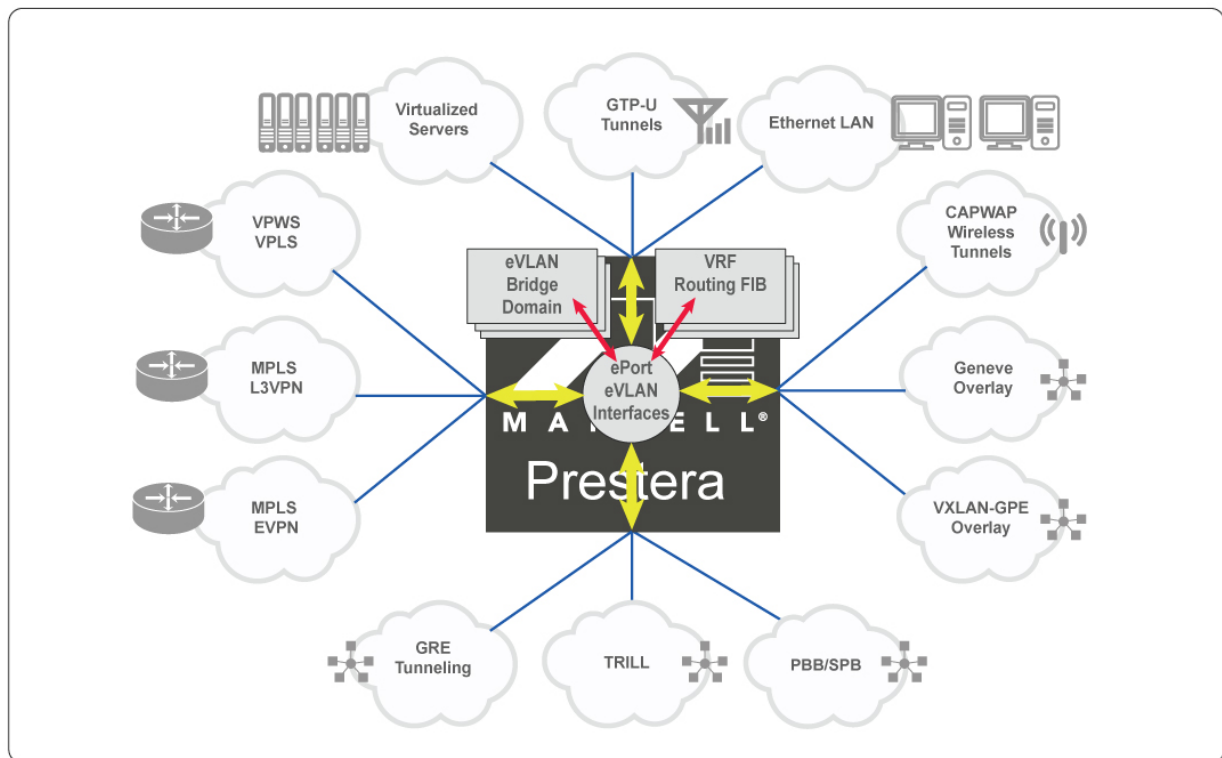 Virtualized
Servers
GTP-U
Tunnels
Ethernet LAN
VPWS
VPLS
CAPWAP
Wireless
Tunnels
eVLAN
Bridge
Domain
VRF
Routing FIB
MPLS
L3VPN
ePort
eVLAN
Interfaces
Geneve
Overlay
M A ELL®
Prestera
MPLS
EVPN
VXLAN-GPE
Overlay
GRE
Tunneling
TRILL
PBB/SPB